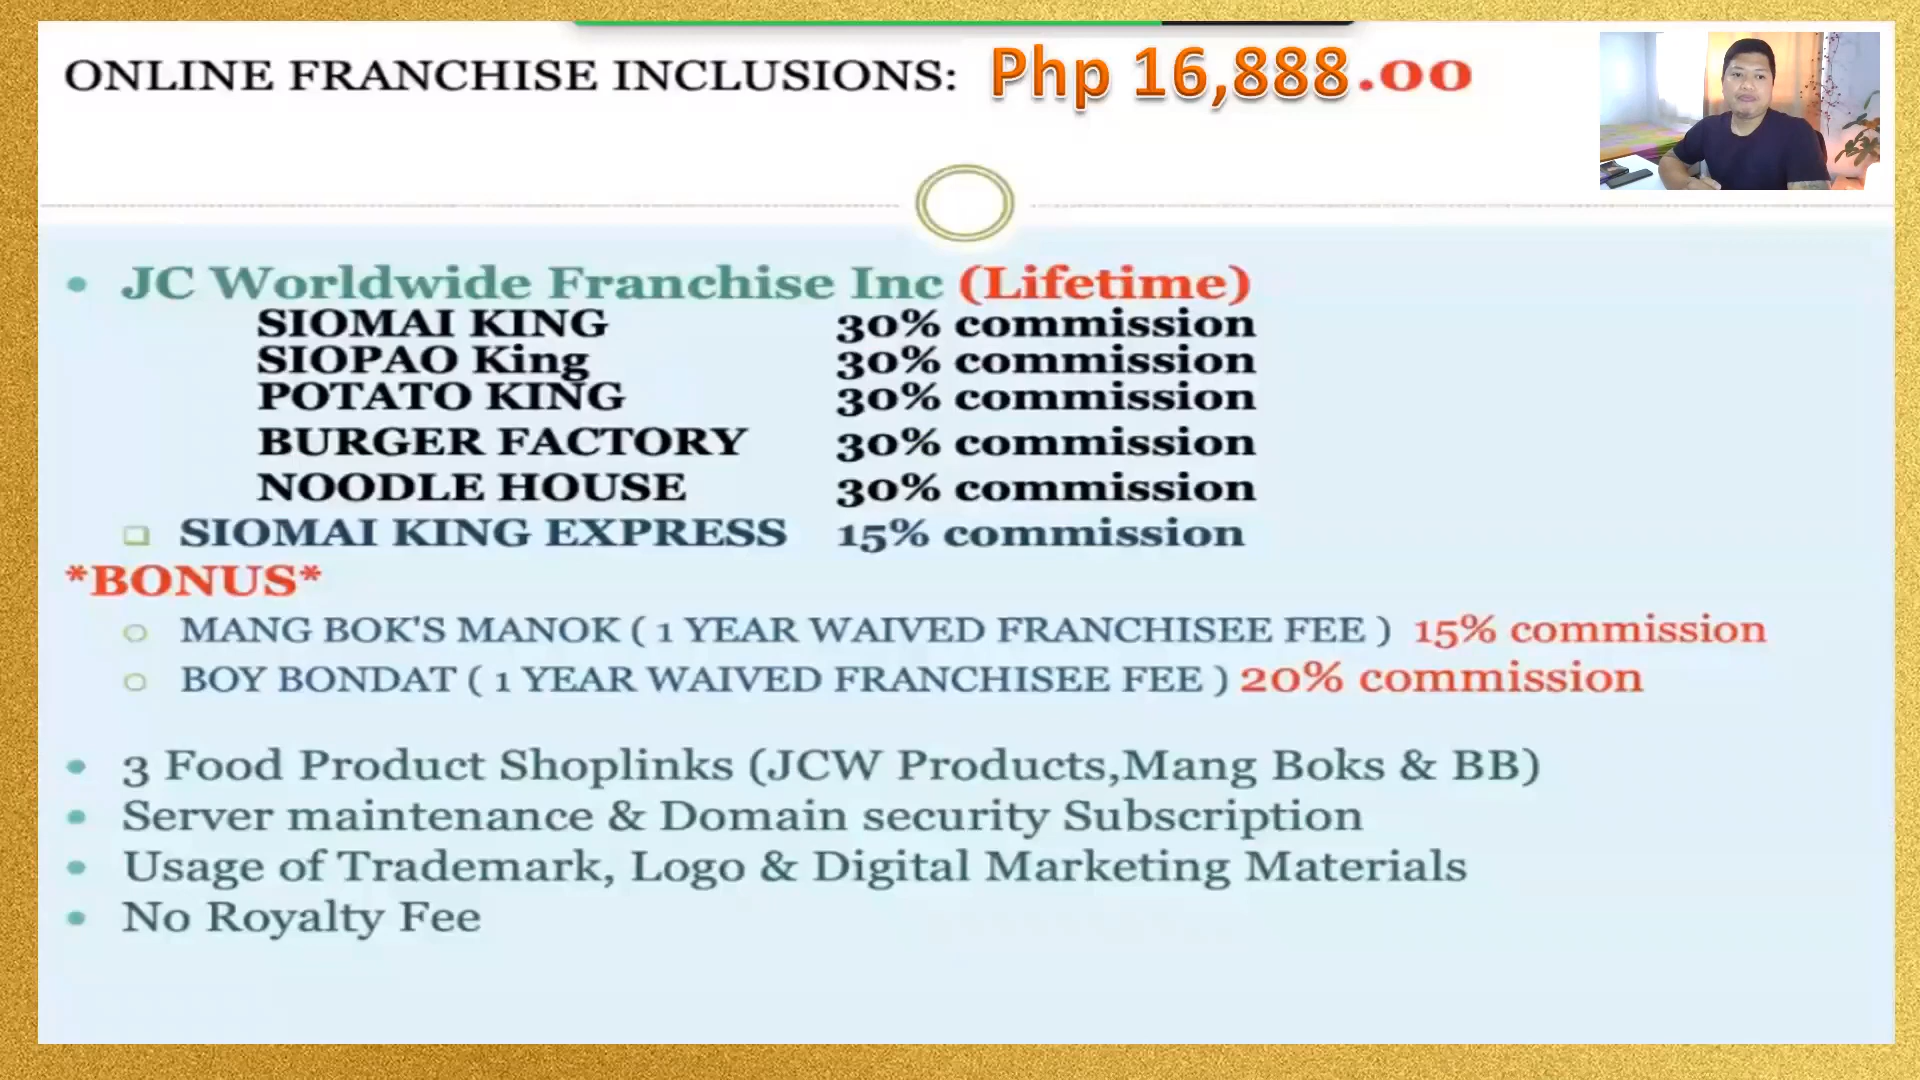 ONLINE FRANCHISE INCLUSIONS: Php 16,888.00
• JC Worldwide Franchise Inc (Lifetime)
SIOMAI KING 30% commission
SIOPAO King 30% commission
POTATO KING 30% commission
BURGER FACTORY 30% commission
NOODLE HOUSE 30% commission
SIOMAI KING EXPRESS 15% commission
*BONUS*
MANG BOK'S MANOK ( 1 YEAR WAIVED FRANCHISEE FEE ) 15% commission
BOY BONDAT ( 1 YEAR WAIVED FRANCHISEE FEE ) 20% commission
• 3 Food Product Shoplinks (JCW Products,Mang Boks & BB)
• Server maintenance & Domain security Subscription
• Usage of Trademark, Logo & Digital Marketing Materials
• No Royalty Fee